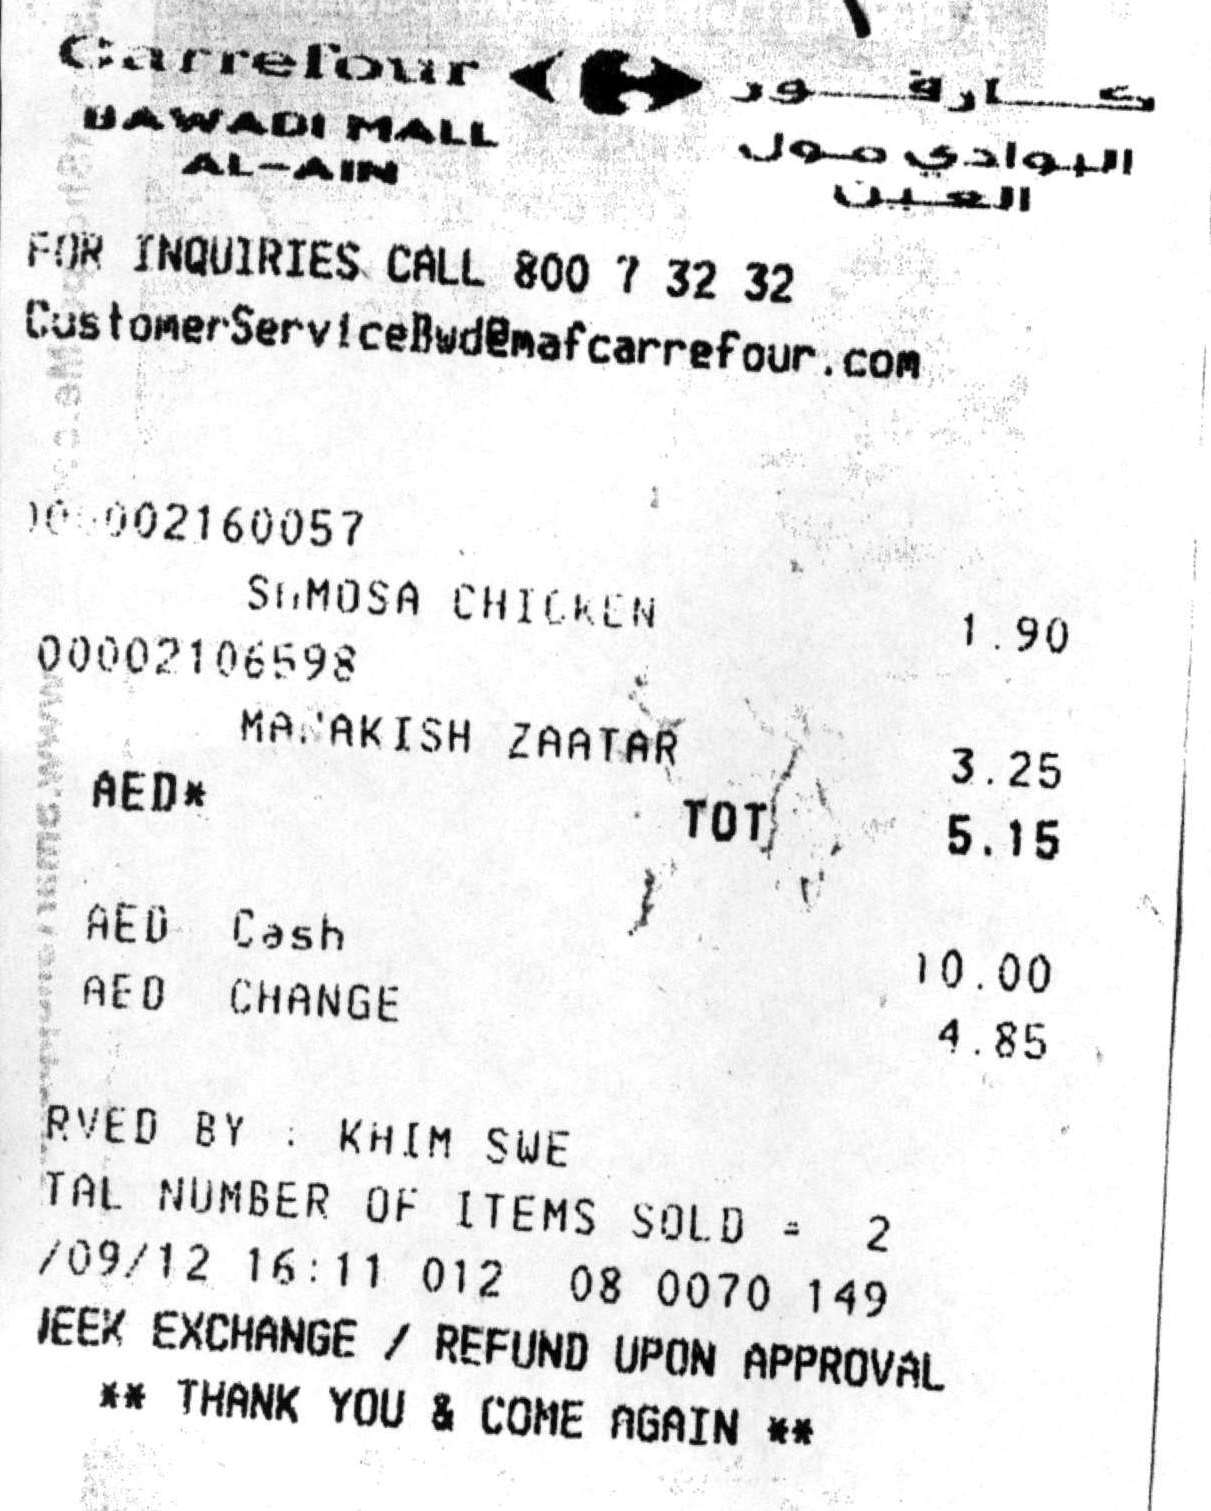 Carrefour كارفور
BAWADI MALL البوادي مول
AL-AIN العين
FOR INQUIRIES CALL 800 7 32 32
CustomerServiceBwd@mafcarrefour.com
002160057
SAMOSA CHICKEN 1.90
00002106598
MANAKISH ZAATAR 3.25
AED* TOT 5.15
AED Cash 10.00
AED CHANGE 4.85
RVED BY : KHIM SWE
TAL NUMBER OF ITEMS SOLD = 2
/09/12 16:11 012 08 0070 149
EEK EXCHANGE / REFUND UPON APPROVAL
** THANK YOU & COME AGAIN **